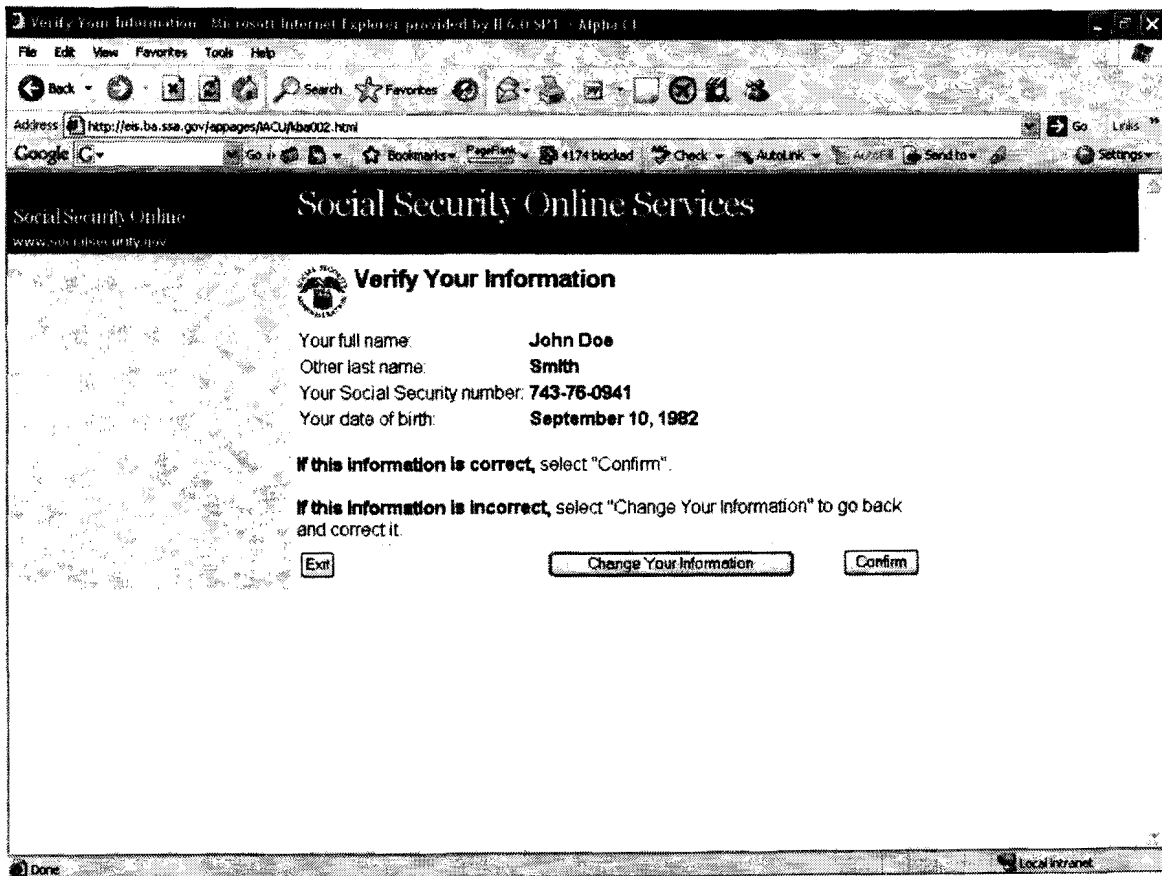 Verify Your Information - Microsoft Internet Explorer provided by IE 6.0 SP1 - Alpha C1
File Edit View Favorites Tools Help
Back Search Favorites
Address http://eis.ba.ssa.gov/appages/IACU/kba002.html Go Links »
Google G Go Bookmarks PageRank 4174 blocked Check AutoLink AutoFill Send to Settings
Social Security Online
www.socialsecurity.gov
Social Security Online Services
Verify Your Information
Your full name: John Doe
Other last name: Smith
Your Social Security number: 743-76-0941
Your date of birth: September 10, 1982
If this information is correct, select "Confirm".
If this information is incorrect, select "Change Your Information" to go back
and correct it.
Exit Change Your Information Confirm
Done Local intranet